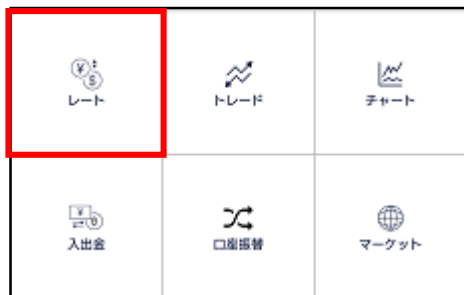 レート
トレード
チャート
入出金
口座振替
マーケット